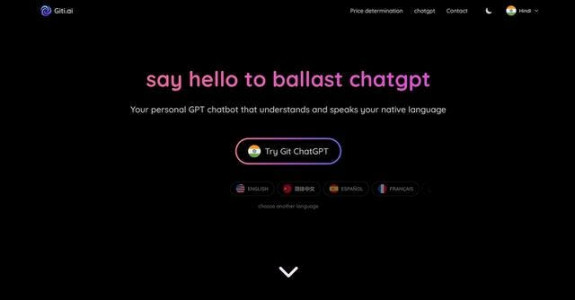 Giti.ai
Price determination chatgpt Contact Hindi
say hello to ballast chatgpt
Your personal GPT chatbot that understands and speaks your native language
Try Git ChatGPT
ENGLISH ESPAÑOL FRANÇAIS
choose another language